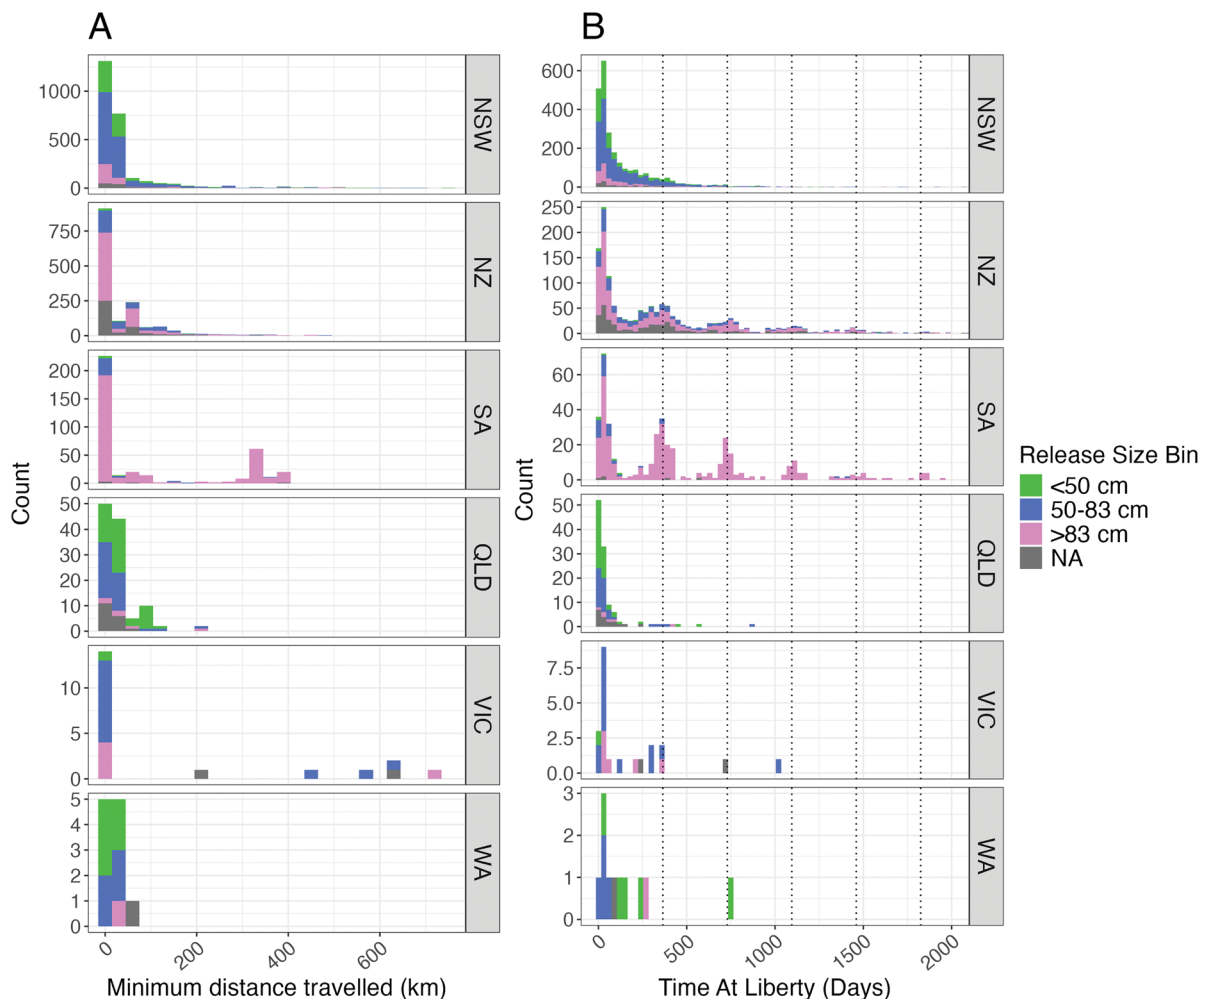 A
B
1000
500
0
NSW
600
400
200
0
NSW
750
500
250
0
NZ
250
200
150
100
50
0
NZ
200
150
100
50
0
SA
60
40
20
0
SA
Count
Count
50
40
30
20
10
0
QLD
50
40
30
20
10
0
QLD
Release Size Bin
<50 cm
50-83 cm
>83 cm
NA
10
5
0
VIC
7.5
5.0
2.5
0.0
VIC
5
4
3
2
1
0
WA
3
2
1
0
WA
0
200
400
600
0
500
1000
1500
2000
Minimum distance travelled (km)
Time At Liberty (Days)